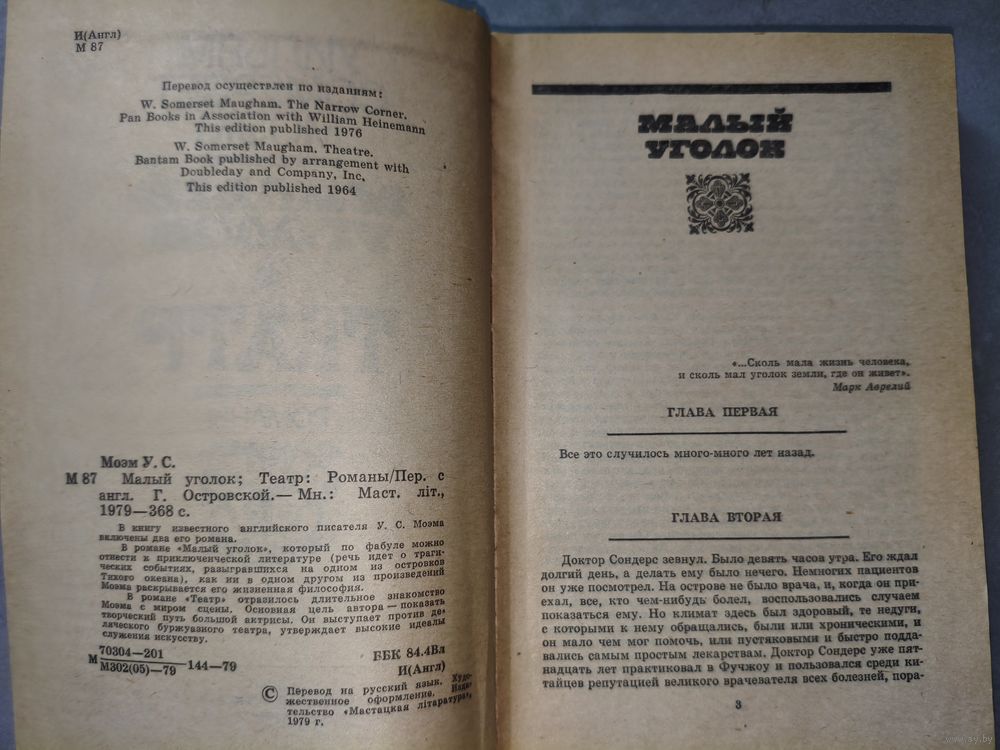 И(Англ)
М 87
Перевод осуществлен по изданиям:
W. Somerset Maugham. The Narrow Corner.
Pan Books in Association with William Heinemann
This edition published 1976
W. Somerset Maugham. Theatre.
Bantam Book published by arrangement with
Doubleday and Company, Inc.
This edition published 1964
Моэм У. С.
М 87 Малый уголок; Театр: Романы/Пер. с
англ. Г. Островской.— Мн.: Маст. літ.,
1979—368 с.
В книгу известного английского писателя У. С. Моэма
включены два его романа.
В романе «Малый уголок», который по фабуле можно
отнести к приключенческой литературе (речь идет о траги-
ческих событиях, разыгравшихся на одном из островков
Тихого океана), как ни в одном другом из произведений
Моэма раскрывается его жизненная философия.
В романе «Театр» отразилось длительное знакомство
Моэма с миром сцены. Основная цель автора — показать
творческий путь большой актрисы. Он выступает против де-
ляческого буржуазного театра, утверждает высокие идеалы
служения искусству.
М 70304—201
М302(05)—79 —144—79
ББК 84.4Вл
И(Англ)
© Перевод на русский язык. Худо-
жественное оформление. Изда-
тельство «Мастацкая літаратура»,
1979 г.
МАЛЫЙ
УГОЛОК
«...Сколь мала жизнь человека,
и сколь мал уголок земли, где он живет».
Марк Аврелий
ГЛАВА ПЕРВАЯ
Все это случилось много-много лет назад.
ГЛАВА ВТОРАЯ
Доктор Сондерс зевнул. Было девять часов утра. Его ждал
долгий день, а делать ему было нечего. Немногих пациентов
он уже посмотрел. На острове не было врача, и, когда он при-
ехал, все, кто чем-нибудь болел, воспользовались случаем
показаться ему. Но климат здесь был здоровый, те недуги,
с которыми к нему обращались, были или хроническими, и
он мало чем мог помочь, или пустяковыми и быстро подда-
вались самым простым лекарствам. Доктор Сондерс уже пят-
надцать лет практиковал в Фучжоу и пользовался среди ки-
тайцев репутацией великого врачевателя всех болезней, пора-
3
www.ay.by